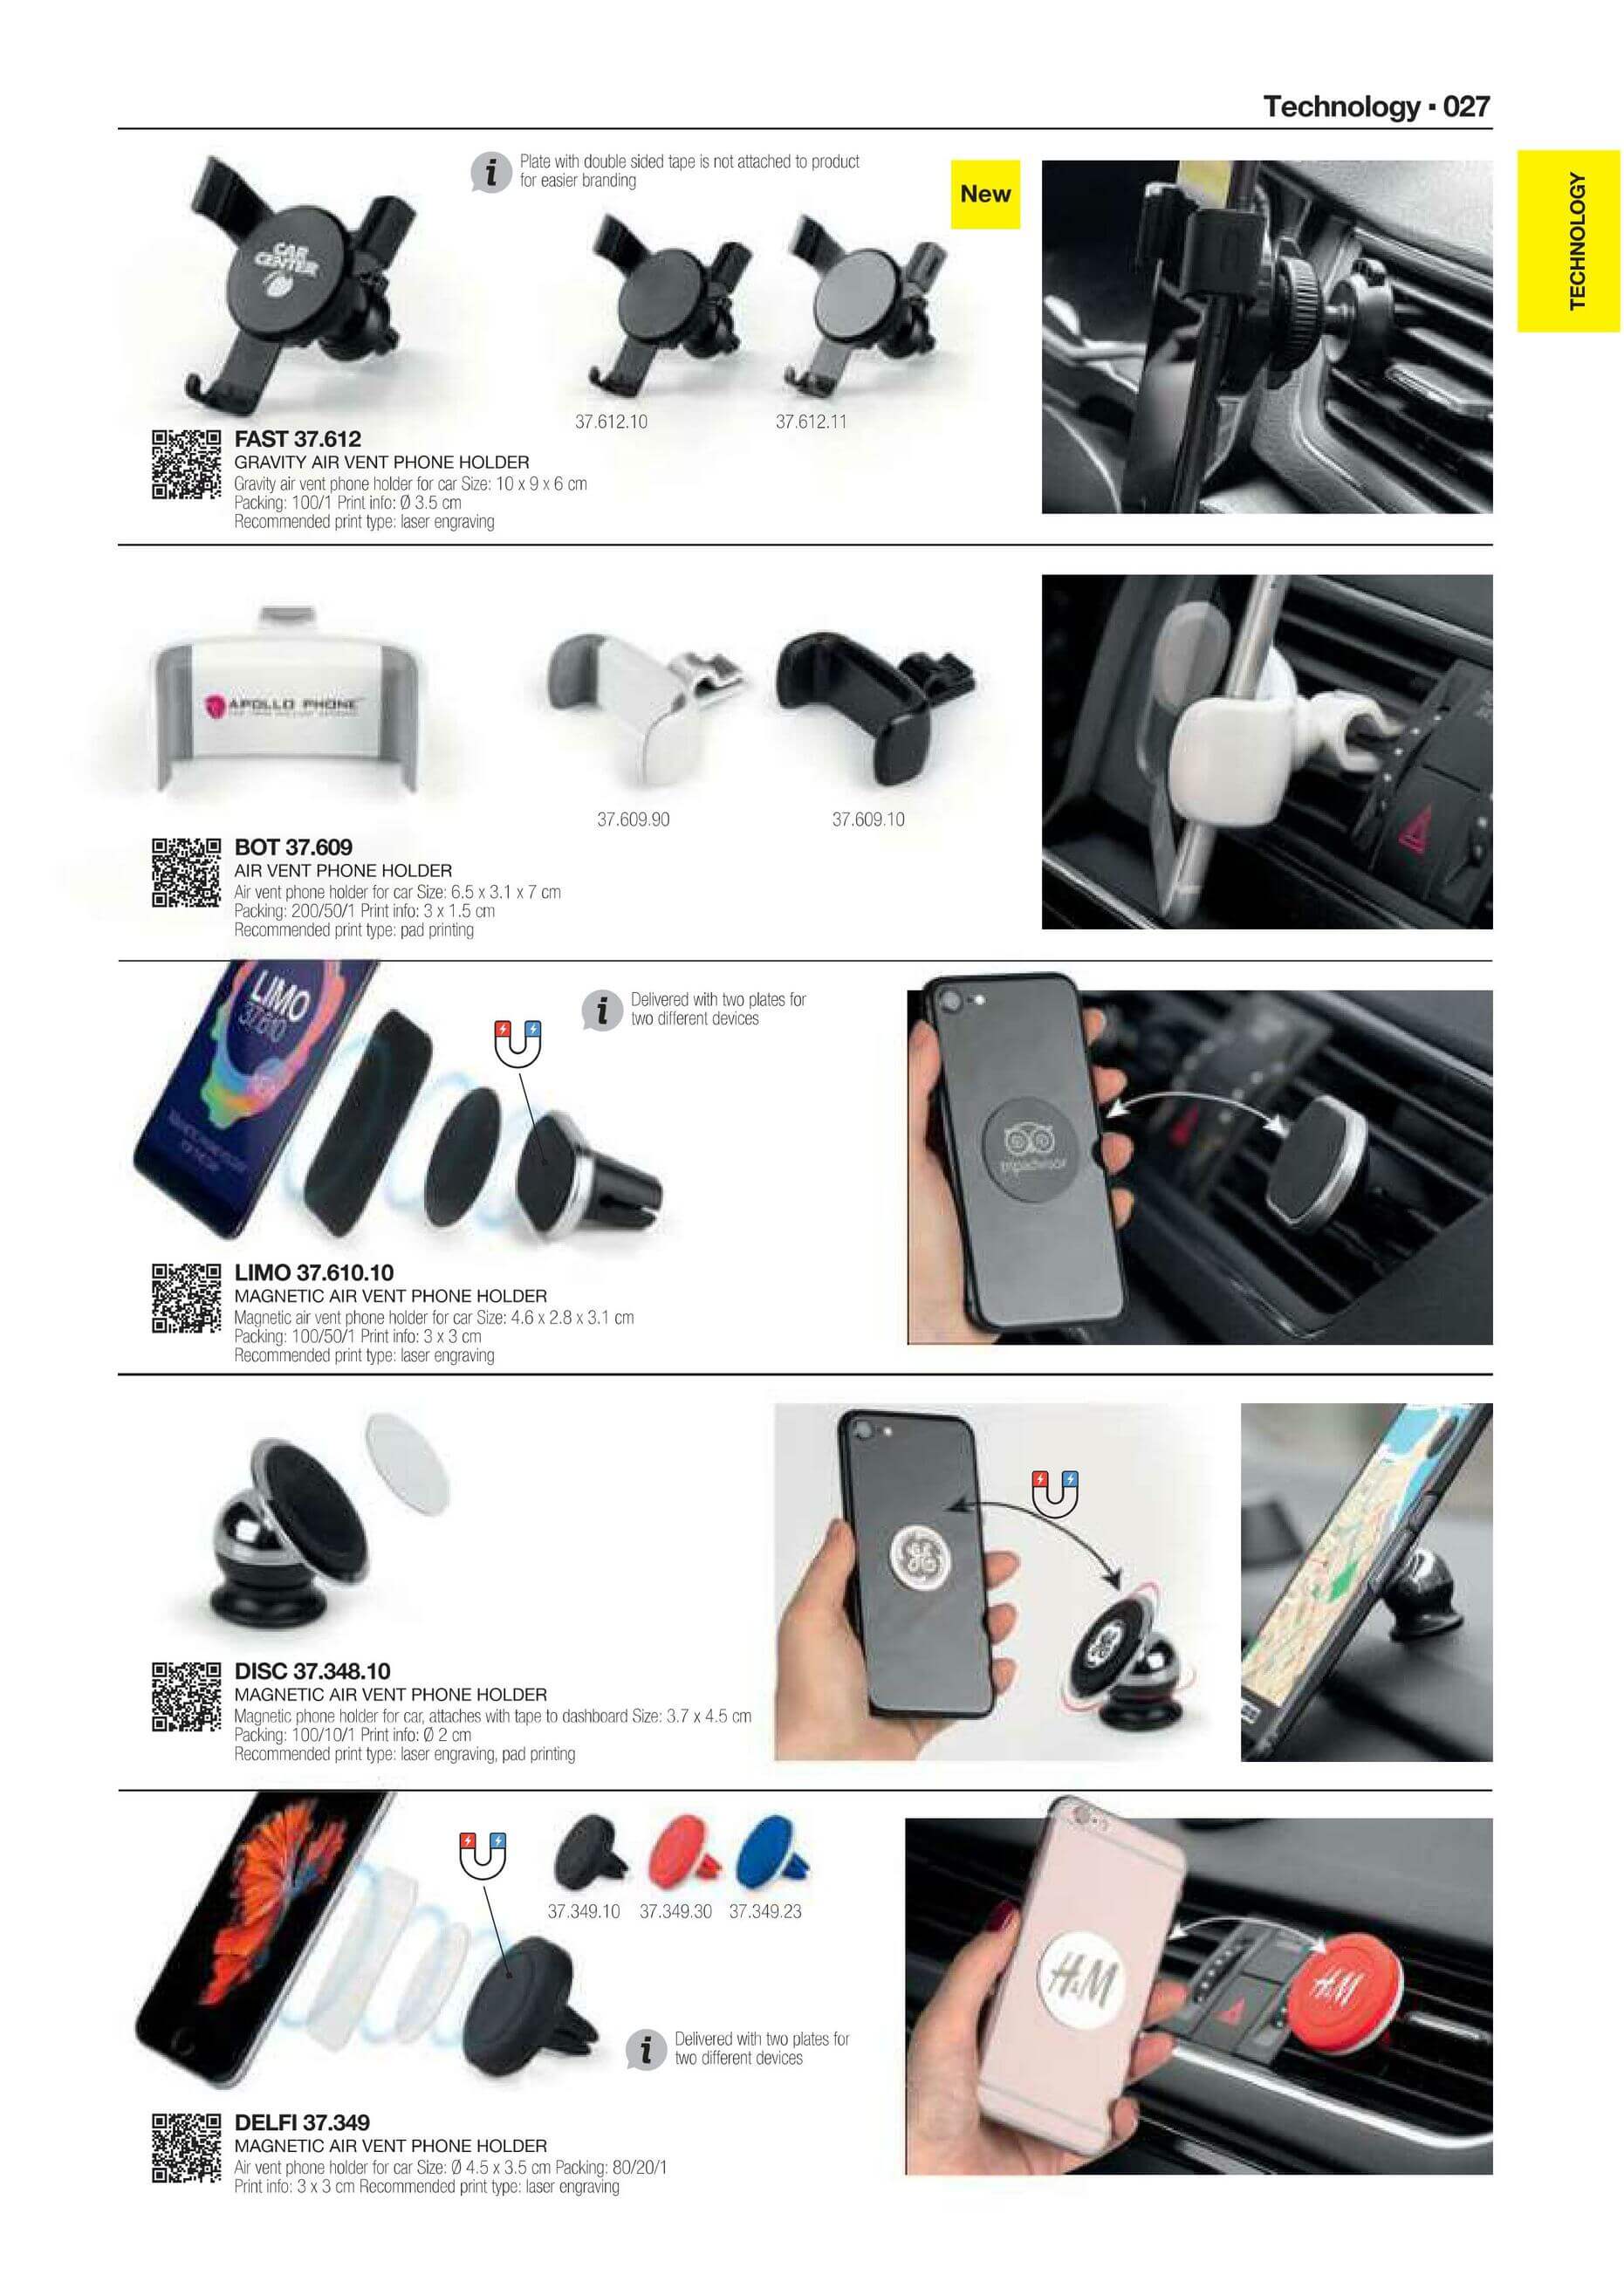 Technology ▪ 027
TECHNOLOGY
Plate with double sided tape is not attached to product
for easier branding
New
CAR
CENTER
37.612.10
37.612.11
FAST 37.612
GRAVITY AIR VENT PHONE HOLDER
Gravity air vent phone holder for car Size: 10 x 9 x 6 cm
Packing: 100/1 Print info: Ø 3.5 cm
Recommended print type: laser engraving
APOLLO PHONE
37.609.90
37.609.10
BOT 37.609
AIR VENT PHONE HOLDER
Air vent phone holder for car Size: 6.5 x 3.1 x 7 cm
Packing: 200/50/1 Print info: 3 x 1.5 cm
Recommended print type: pad printing
LIMO
37.610
Delivered with two plates for
two different devices
tripadvisor
LIMO 37.610.10
MAGNETIC AIR VENT PHONE HOLDER
Magnetic air vent phone holder for car Size: 4.6 x 2.8 x 3.1 cm
Packing: 100/50/1 Print info: 3 x 3 cm
Recommended print type: laser engraving
DISC 37.348.10
MAGNETIC AIR VENT PHONE HOLDER
Magnetic phone holder for car, attaches with tape to dashboard Size: 3.7 x 4.5 cm
Packing: 100/10/1 Print info: Ø 2 cm
Recommended print type: laser engraving, pad printing
37.349.10
37.349.30
37.349.23
H&M
H&M
Delivered with two plates for
two different devices
DELFI 37.349
MAGNETIC AIR VENT PHONE HOLDER
Air vent phone holder for car Size: Ø 4.5 x 3.5 cm Packing: 80/20/1
Print info: 3 x 3 cm Recommended print type: laser engraving